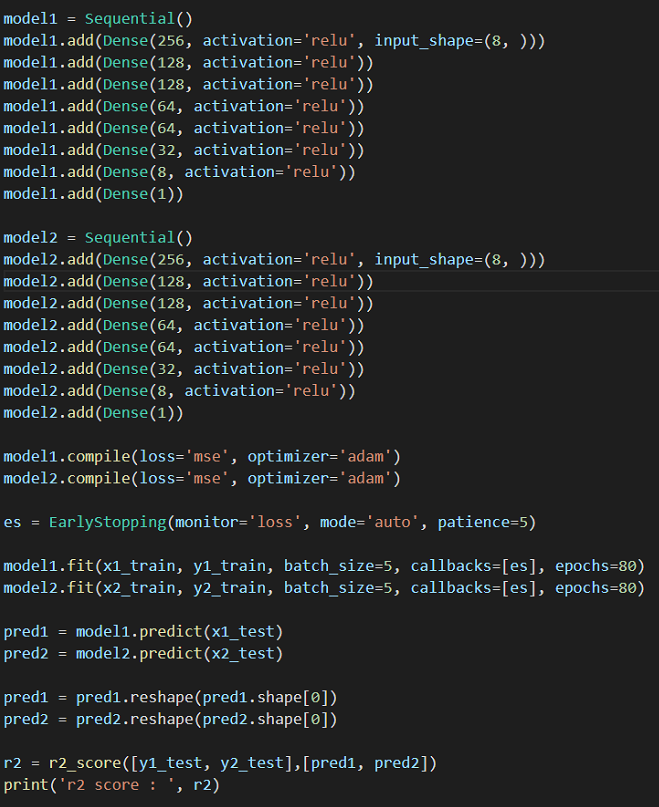 model1 = Sequential()
model1.add(Dense(256, activation='relu', input_shape=(8, )))
model1.add(Dense(128, activation='relu'))
model1.add(Dense(128, activation='relu'))
model1.add(Dense(64, activation='relu'))
model1.add(Dense(64, activation='relu'))
model1.add(Dense(32, activation='relu'))
model1.add(Dense(8, activation='relu'))
model1.add(Dense(1))

model2 = Sequential()
model2.add(Dense(256, activation='relu', input_shape=(8, )))
model2.add(Dense(128, activation='relu'))
model2.add(Dense(128, activation='relu'))
model2.add(Dense(64, activation='relu'))
model2.add(Dense(64, activation='relu'))
model2.add(Dense(32, activation='relu'))
model2.add(Dense(8, activation='relu'))
model2.add(Dense(1))

model1.compile(loss='mse', optimizer='adam')
model2.compile(loss='mse', optimizer='adam')

es = EarlyStopping(monitor='loss', mode='auto', patience=5)

model1.fit(x1_train, y1_train, batch_size=5, callbacks=[es], epochs=80)
model2.fit(x2_train, y2_train, batch_size=5, callbacks=[es], epochs=80)

pred1 = model1.predict(x1_test)
pred2 = model2.predict(x2_test)

pred1 = pred1.reshape(pred1.shape[0])
pred2 = pred2.reshape(pred2.shape[0])

r2 = r2_score([y1_test, y2_test],[pred1, pred2])
print('r2 score : ', r2)